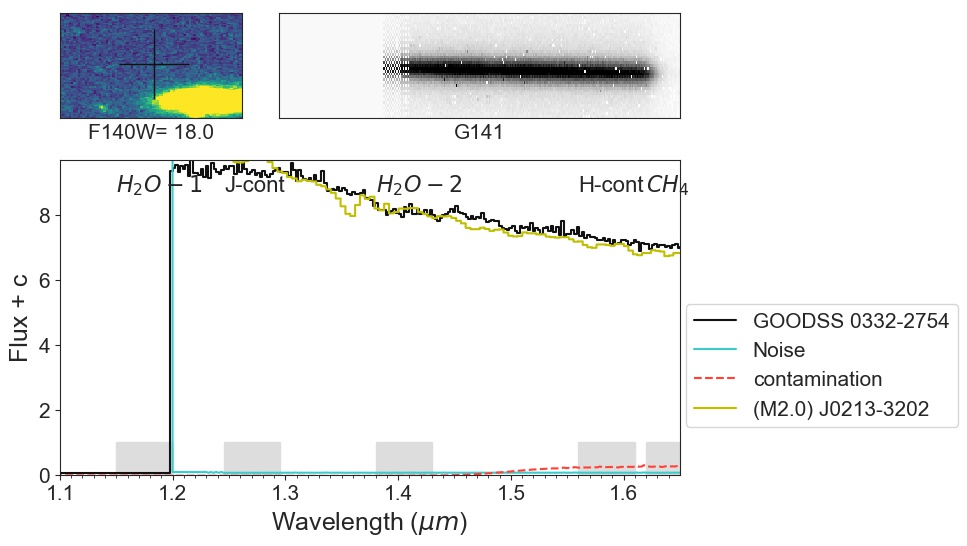 F140W= 18.0
G141
H₂O − 1
J-cont
H₂O − 2
H-cont
CH₄
Flux + c
8
6
4
2
0
1.1
1.2
1.3
1.4
1.5
1.6
Wavelength (μm)
GOODSS 0332-2754
Noise
contamination
(M2.0) J0213-3202